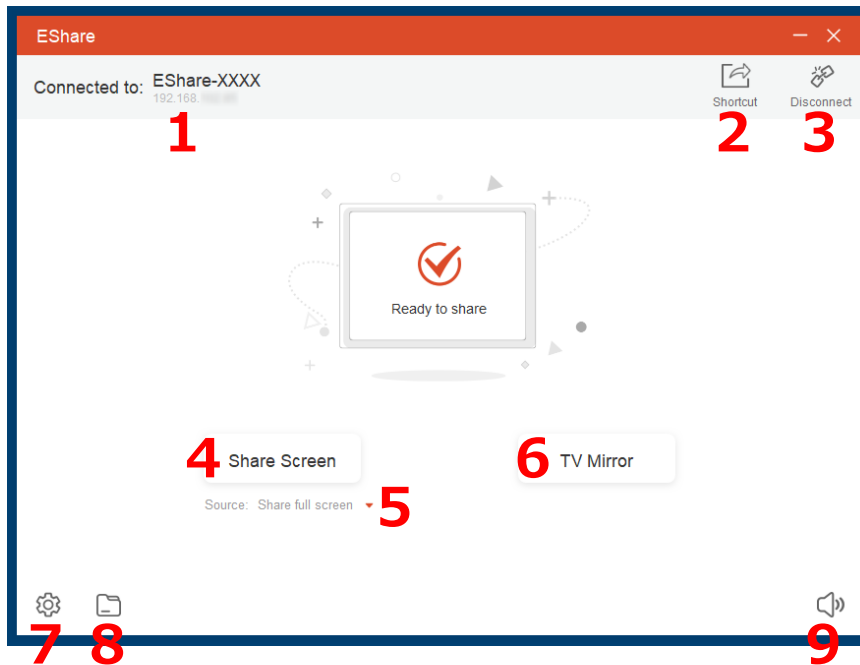 EShare
Connected to: EShare-XXXX
192.168.
Shortcut
Disconnect
1
2
3
Ready to share
4 Share Screen
6 TV Mirror
Source: Share full screen 5
7
8
9